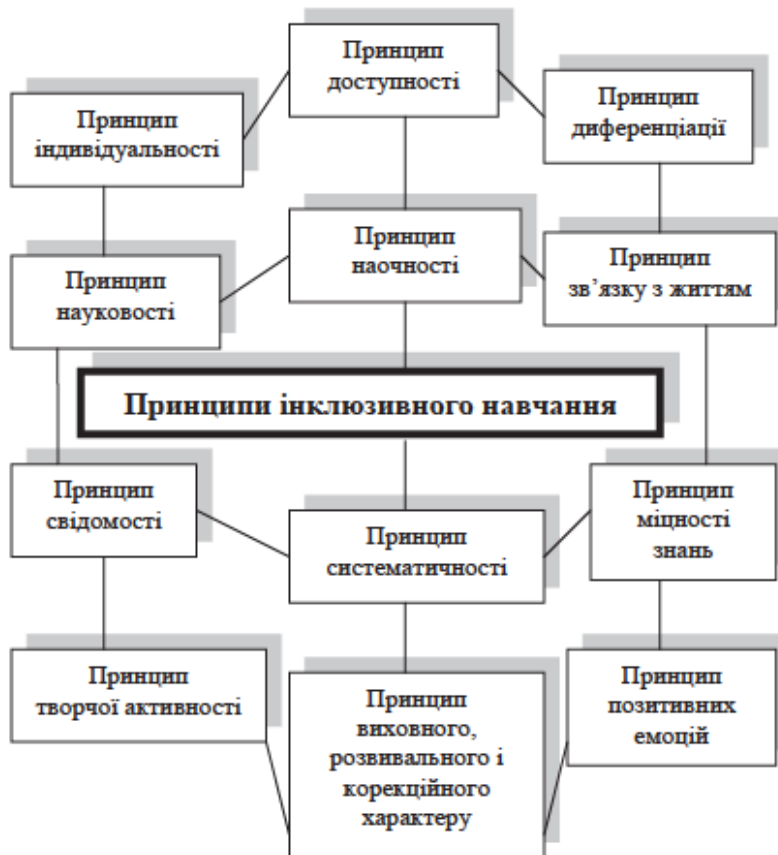 Принцип
доступності
Принцип
індивідуальності
Принцип
диференціації
Принцип
наочності
Принцип
науковості
Принцип
зв’язку з життям
Принципи інклюзивного навчання
Принцип
свідомості
Принцип
систематичності
Принцип
міцності
знань
Принцип
творчої активності
Принцип
виховного,
розвивального і
корекційного
характеру
Принцип
позитивних
емоцій